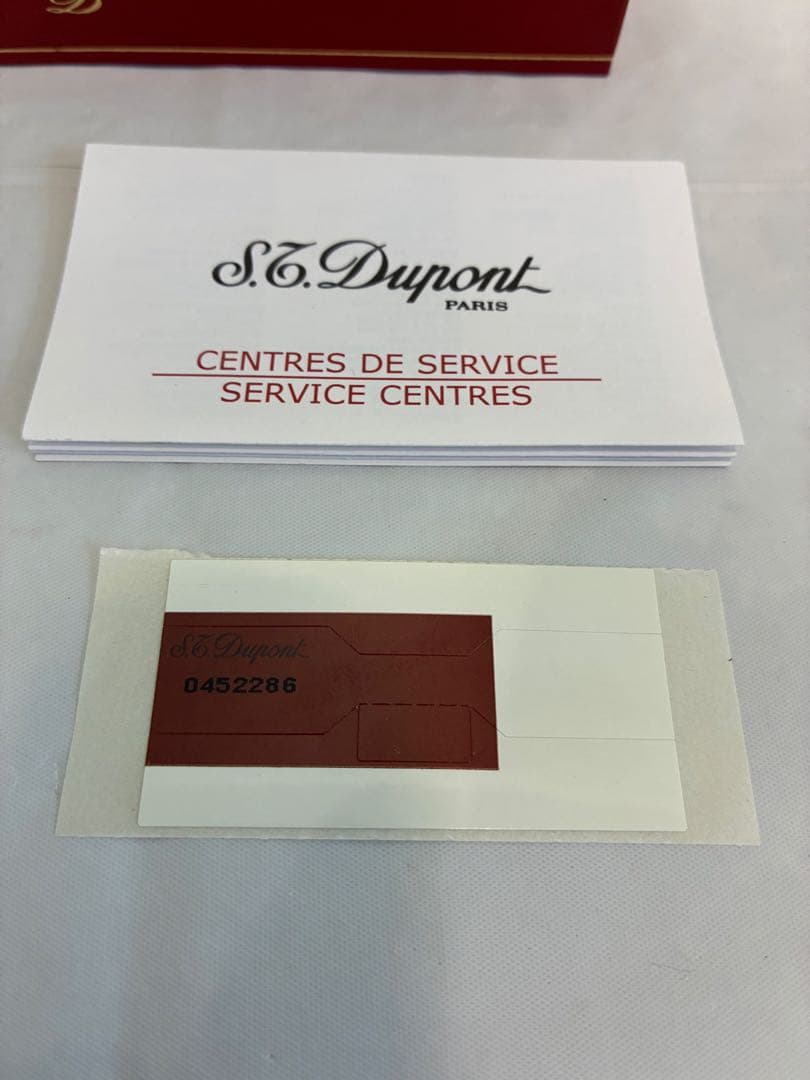 D
S.T. Dupont
PARIS
CENTRES DE SERVICE
SERVICE CENTRES
S.T. Dupont
0452286